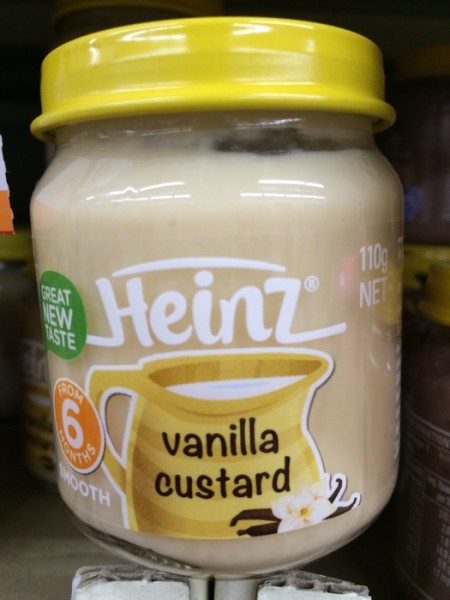 110g
NET
Heinz®
GREAT
NEW
TASTE
FROM
6
MONTHS
SMOOTH
vanilla
custard